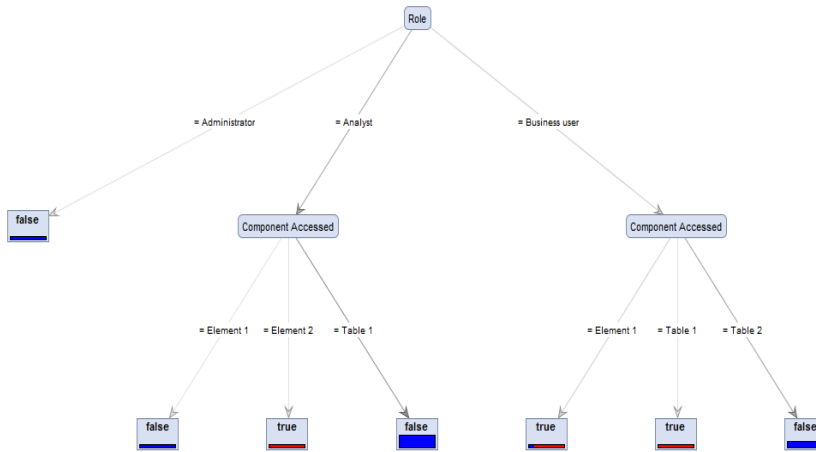 Role
= Administrator
= Analyst
= Business user
false
Component Accessed
Component Accessed
= Element 1
= Element 2
= Table 1
= Element 1
= Table 1
= Table 2
false
true
false
true
true
false